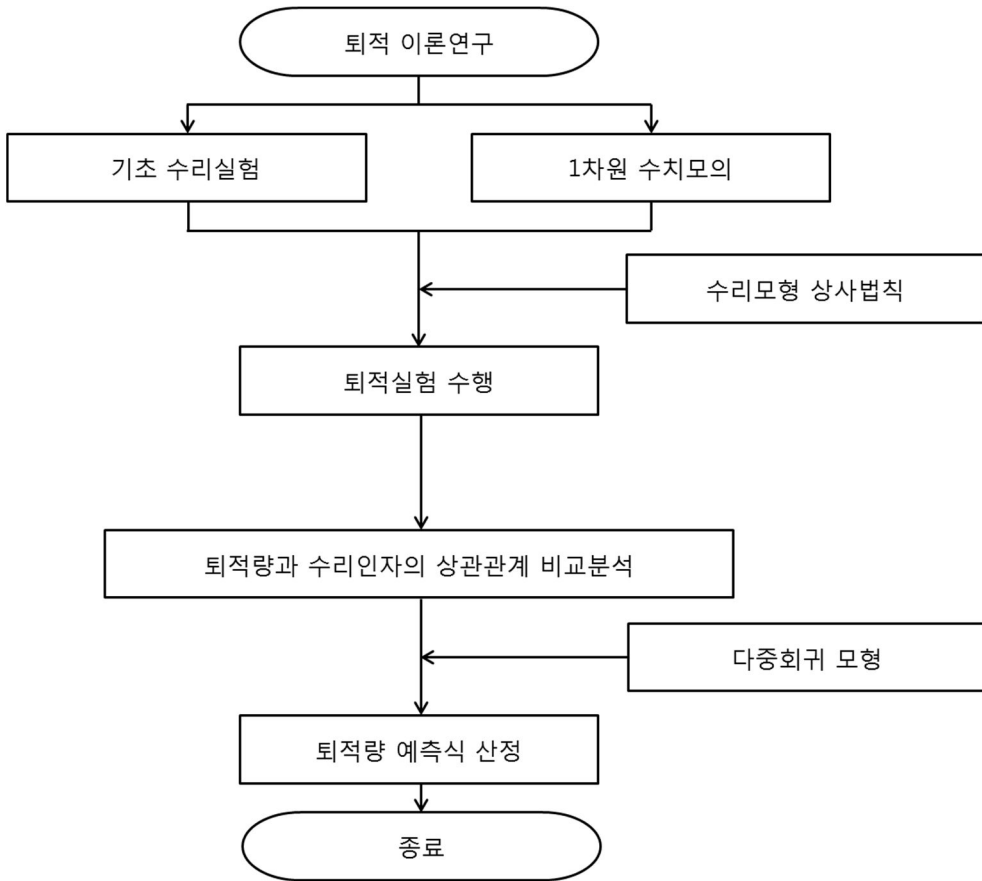 퇴적 이론연구
기초 수리실험
1차원 수치모의
수리모형 상사법칙
퇴적실험 수행
퇴적량과 수리인자의 상관관계 비교분석
다중회귀 모형
퇴적량 예측식 산정
종료